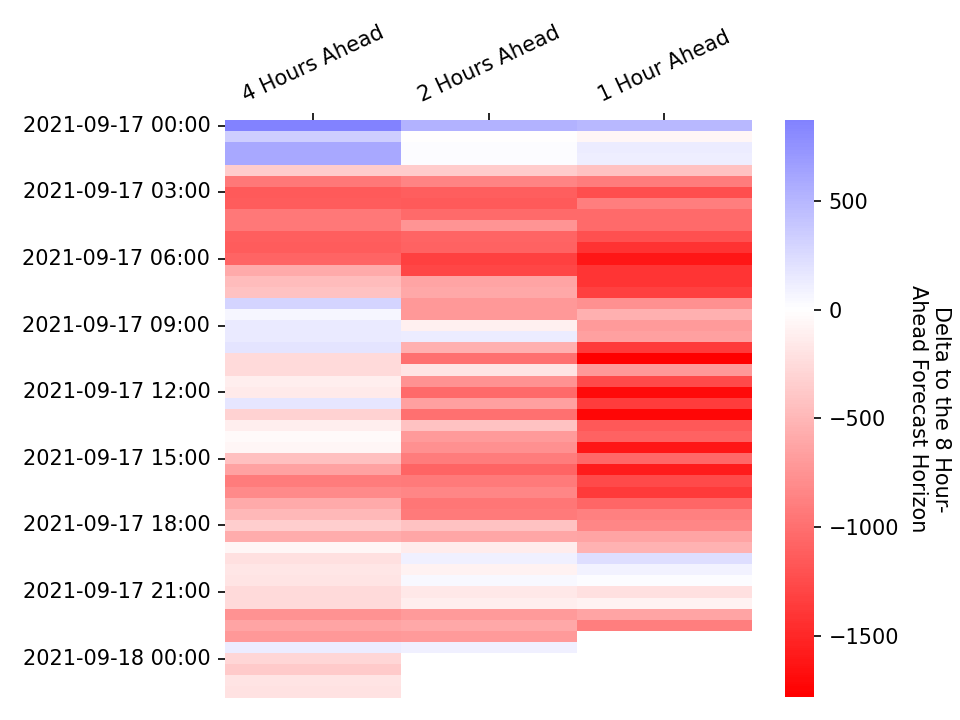 4 Hours Ahead
2 Hours Ahead
1 Hour Ahead
2021-09-17 00:00
2021-09-17 03:00
2021-09-17 06:00
2021-09-17 09:00
2021-09-17 12:00
2021-09-17 15:00
2021-09-17 18:00
2021-09-17 21:00
2021-09-18 00:00
500
0
−500
−1000
−1500
Delta to the 8 Hour-
Ahead Forecast Horizon